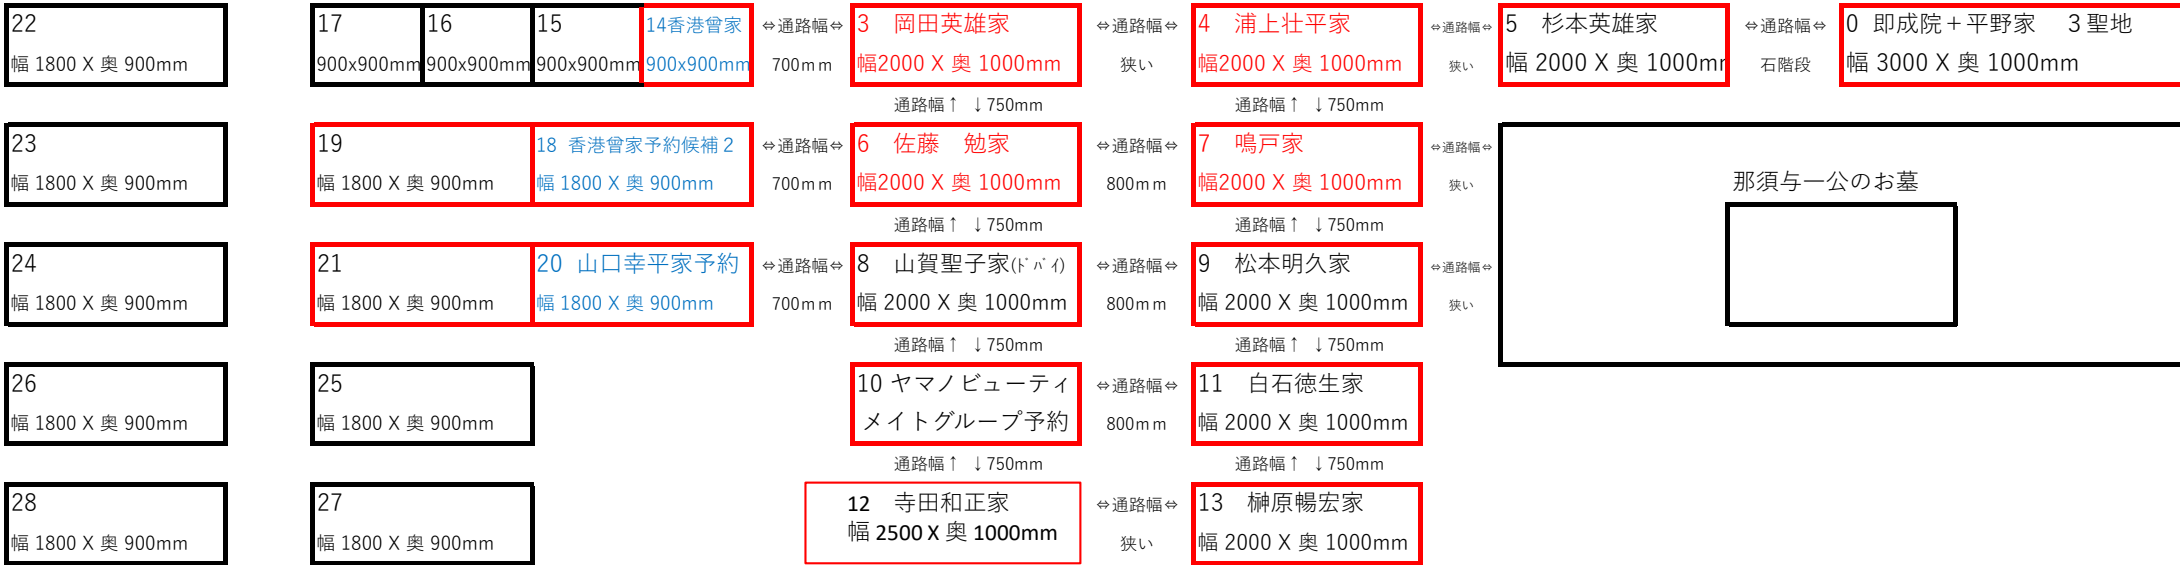 22
幅 1800 X 奥 900mm
17
900x900mm
16
900x900mm
15
900x900mm
14香港曾家
900x900mm
⇔通路幅⇔
700mm
3　岡田英雄家
幅2000 X 奥 1000mm
⇔通路幅⇔
狭い
4　浦上壮平家
幅2000 X 奥 1000mm
⇔通路幅⇔
狭い
5　杉本英雄家
幅 2000 X 奥 1000mm
⇔通路幅⇔
石階段
0　即成院＋平野家　３聖地
幅 3000 X 奥 1000mm
通路幅↑　↓750mm
通路幅↑　↓750mm
23
幅 1800 X 奥 900mm
19
幅 1800 X 奥 900mm
18 香港曾家予約候補２
幅 1800 X 奥 900mm
⇔通路幅⇔
700mm
6　佐藤　勉家
幅2000 X 奥 1000mm
⇔通路幅⇔
800mm
7　鳴戸家
幅2000 X 奥 1000mm
⇔通路幅⇔
狭い
那須与一公のお墓
通路幅↑　↓750mm
通路幅↑　↓750mm
24
幅 1800 X 奥 900mm
21
幅 1800 X 奥 900mm
20 山口幸平家予約
幅 1800 X 奥 900mm
⇔通路幅⇔
700mm
8　山賀聖子家(ﾄﾞﾊﾞｲ)
幅 2000 X 奥 1000mm
⇔通路幅⇔
800mm
9　松本明久家
幅 2000 X 奥 1000mm
⇔通路幅⇔
狭い
通路幅↑　↓750mm
通路幅↑　↓750mm
26
幅 1800 X 奥 900mm
25
幅 1800 X 奥 900mm
10 ヤマノビューティ
メイトグループ予約
⇔通路幅⇔
800mm
11　白石徳生家
幅 2000 X 奥 1000mm
通路幅↑　↓750mm
通路幅↑　↓750mm
28
幅 1800 X 奥 900mm
27
幅 1800 X 奥 900mm
12　寺田和正家
幅 2500 X 奥 1000mm
⇔通路幅⇔
狭い
13　榊原暢宏家
幅 2000 X 奥 1000mm